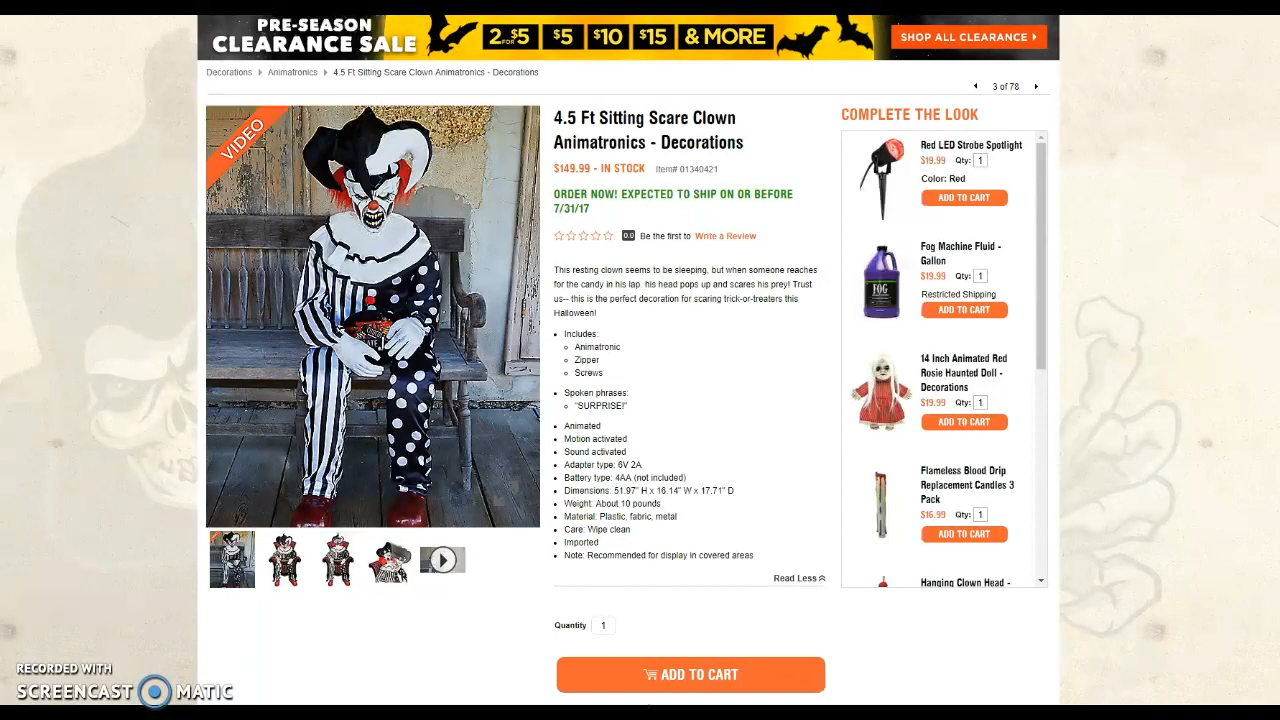 PRE-SEASON
CLEARANCE SALE
2 FOR $5 $5 $10 $15 & MORE
SHOP ALL CLEARANCE
Decorations Animatronics 4.5 Ft Sitting Scare Clown Animatronics - Decorations
3 of 78
VIDEO
4.5 Ft Sitting Scare Clown
Animatronics - Decorations
$149.99 - IN STOCK Item# 01340421
ORDER NOW! EXPECTED TO SHIP ON OR BEFORE
7/31/17
0.0 Be the first to Write a Review
This resting clown seems to be sleeping, but when someone reaches
for the candy in his lap, his head pops up and scares his prey! Trust
us-- this is the perfect decoration for scaring trick-or-treaters this
Halloween!
Includes:
Animatronic
Zipper
Screws
Spoken phrases:
"SURPRISE!"
Animated
Motion activated
Sound activated
Adapter type: 6V 2A
Battery type: 4AA (not included)
Dimensions: 51.97" H x 16.14" W x 17.71" D
Weight: About 10 pounds
Material: Plastic, fabric, metal
Care: Wipe clean
Imported
Note: Recommended for display in covered areas
Read Less
Quantity 1
ADD TO CART
COMPLETE THE LOOK
Red LED Strobe Spotlight
$19.99 Qty: 1
Color: Red
ADD TO CART
FOG
Fog Machine Fluid -
Gallon
$19.99 Qty: 1
Restricted Shipping
ADD TO CART
14 Inch Animated Red
Rosie Haunted Doll -
Decorations
$19.99 Qty: 1
ADD TO CART
Flameless Blood Drip
Replacement Candles 3
Pack
$16.99 Qty: 1
ADD TO CART
Hanging Clown Head -
RECORDED WITH
SCREENCAST MATIC